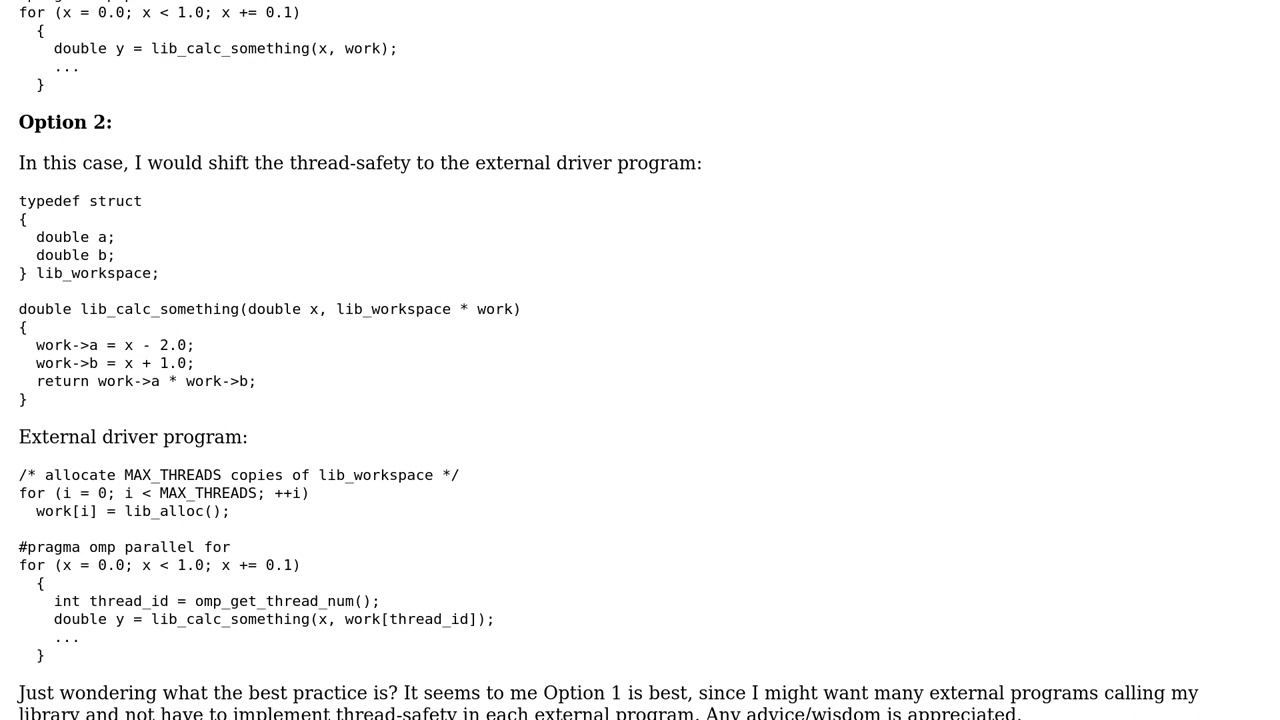 for (x = 0.0; x < 1.0; x += 0.1)
{
double y = lib_calc_something(x, work);
...
}
Option 2:
In this case, I would shift the thread-safety to the external driver program:
typedef struct
{
double a;
double b;
} lib_workspace;
double lib_calc_something(double x, lib_workspace * work)
{
work->a = x - 2.0;
work->b = x + 1.0;
return work->a * work->b;
}
External driver program:
/* allocate MAX_THREADS copies of lib_workspace */
for (i = 0; i < MAX_THREADS; ++i)
work[i] = lib_alloc();
#pragma omp parallel for
for (x = 0.0; x < 1.0; x += 0.1)
{
int thread_id = omp_get_thread_num();
double y = lib_calc_something(x, work[thread_id]);
...
}
Just wondering what the best practice is? It seems to me Option 1 is best, since I might want many external programs calling my
library and not have to implement thread-safety in each external program. Any advice/wisdom is appreciated.